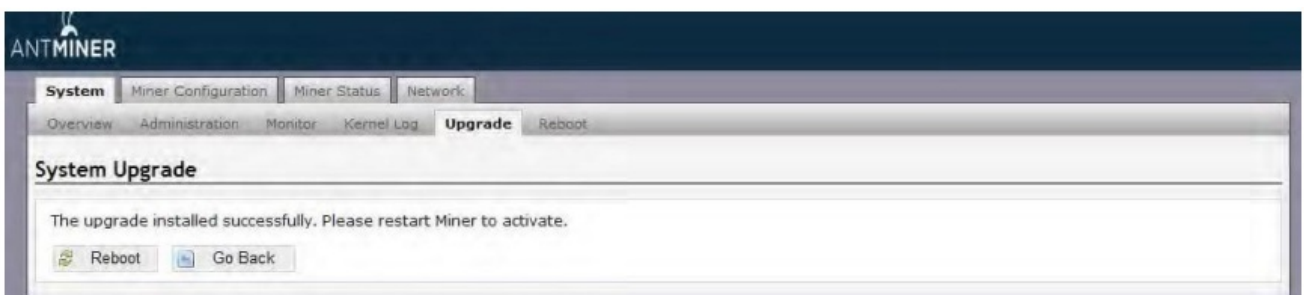 ANTMINER
System Miner Configuration Miner Status Network
Overview Administration Monitor Kernel Log Upgrade Reboot
System Upgrade
The upgrade installed successfully. Please restart Miner to activate.
Reboot Go Back